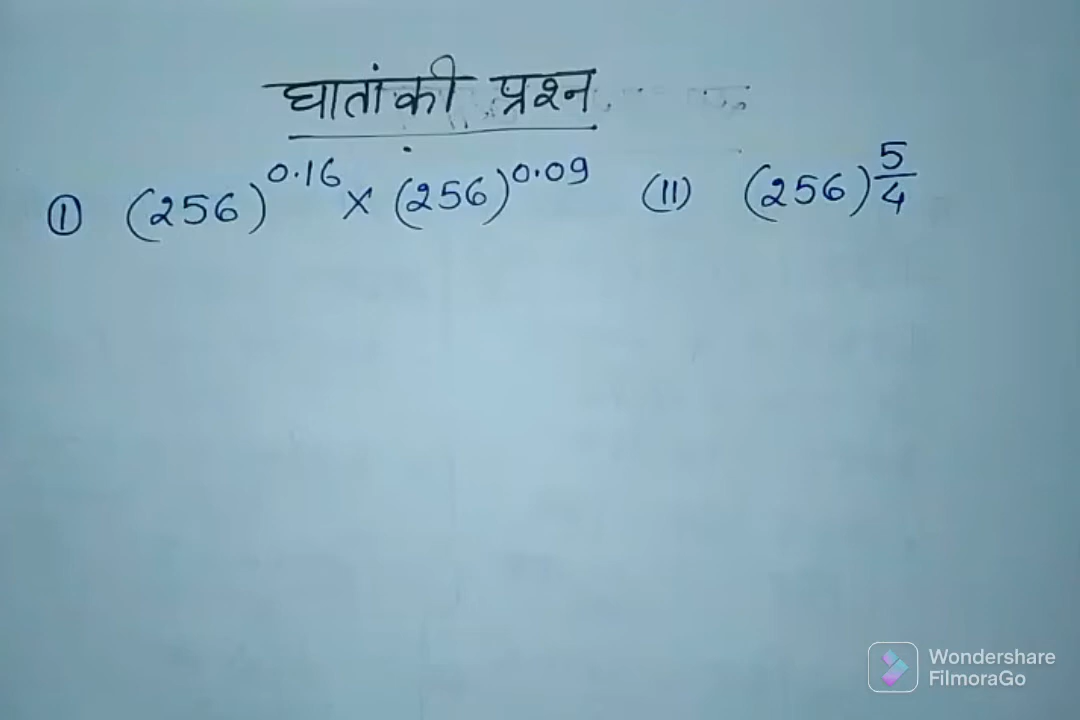 घातांकी प्रश्न
① (256)^0.16 × (256)^0.09 (II) (256)^5/4
Wondershare
FilmoraGo